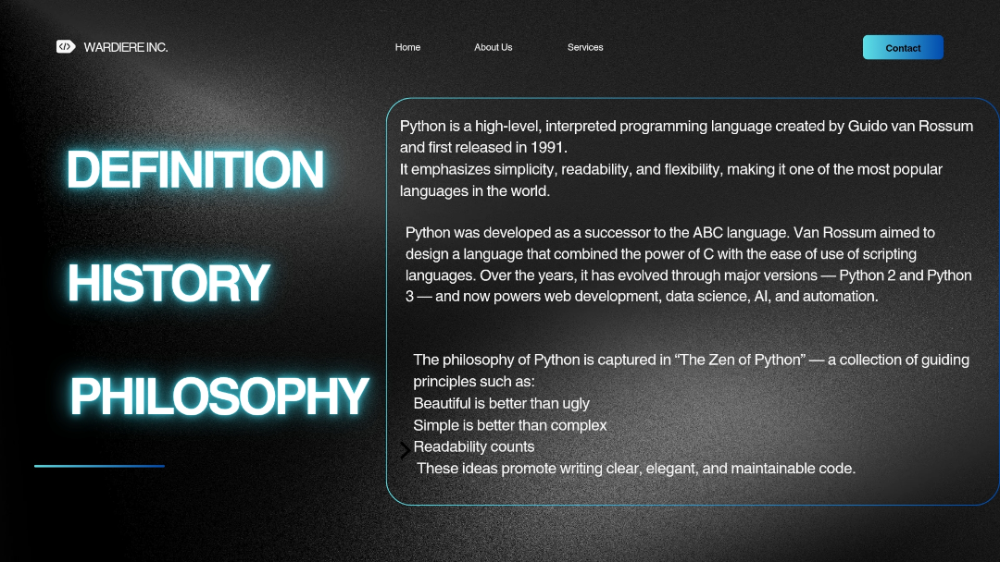 WARDIERE INC.
Home
About Us
Services
Contact
DEFINITION
Python is a high-level, interpreted programming language created by Guido van Rossum
and first released in 1991.
It emphasizes simplicity, readability, and flexibility, making it one of the most popular
languages in the world.
HISTORY
Python was developed as a successor to the ABC language. Van Rossum aimed to
design a language that combined the power of C with the ease of use of scripting
languages. Over the years, it has evolved through major versions — Python 2 and Python
3 — and now powers web development, data science, AI, and automation.
PHILOSOPHY
The philosophy of Python is captured in “The Zen of Python” — a collection of guiding
principles such as:
Beautiful is better than ugly
Simple is better than complex
Readability counts
These ideas promote writing clear, elegant, and maintainable code.